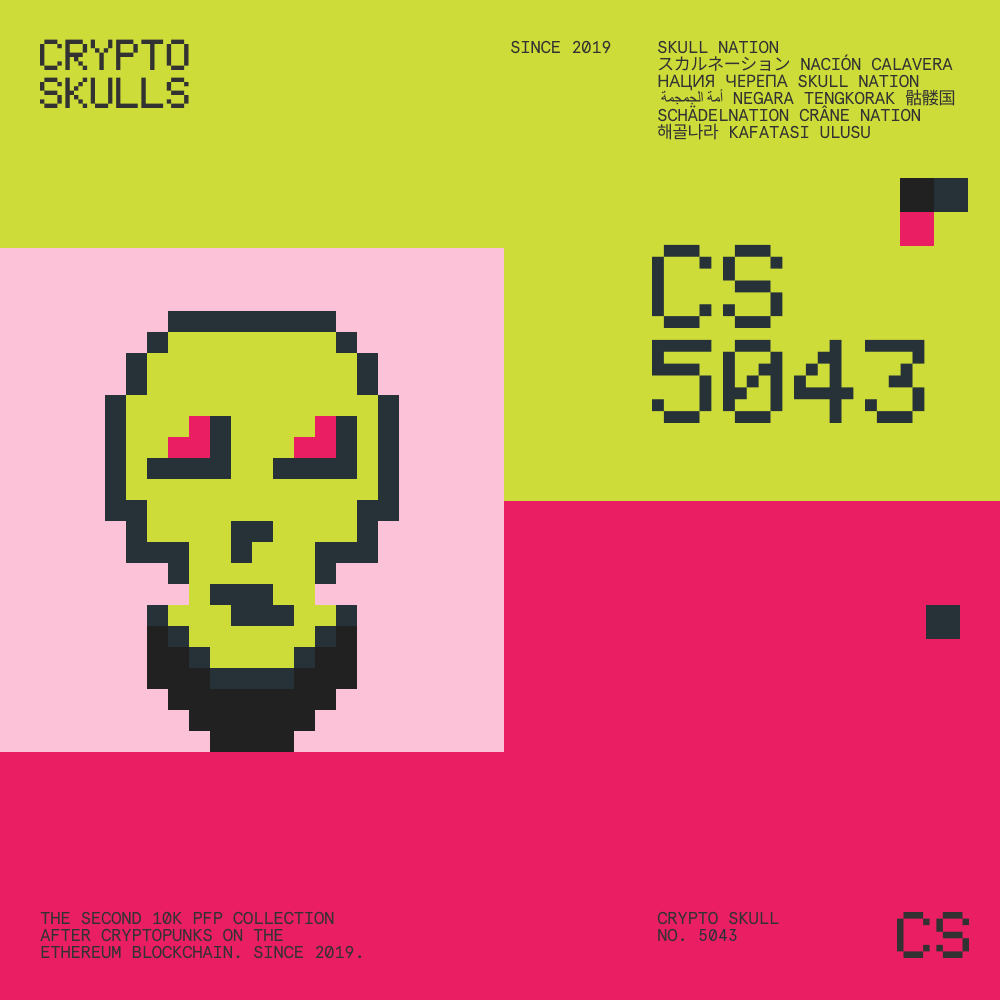 CRYPTO
SKULLS
SINCE 2019
SKULL NATION
スカルネーション NACIÓN CALAVERA
НАЦИЯ ЧЕРЕПА SKULL NATION
أمة الجمجمة NEGARA TENGKORAK 骷髅国
SCHÄDELNATION CRÂNE NATION
해골나라 KAFATASI ULUSU
CS
5043
THE SECOND 10K PFP COLLECTION
AFTER CRYPTOPUNKS ON THE
ETHEREUM BLOCKCHAIN. SINCE 2019.
CRYPTO SKULL
NO. 5043
CS